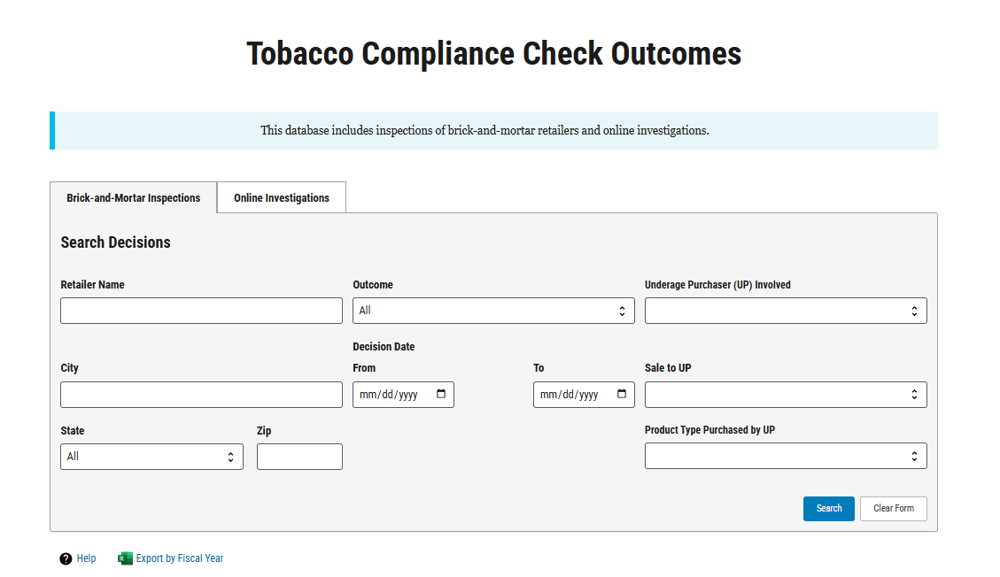 Tobacco Compliance Check Outcomes
This database includes inspections of brick-and-mortar retailers and online investigations.
Brick-and-Mortar Inspections
Online Investigations
Search Decisions
Retailer Name
Outcome
Underage Purchaser (UP) Involved
All
Decision Date
City
From
To
Sale to UP
mm/dd/yyyy
mm/dd/yyyy
State
Zip
Product Type Purchased by UP
All
Search
Clear Form
? Help
Export by Fiscal Year